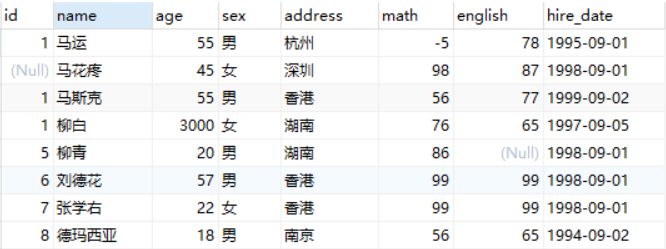 id name age sex address math english hire_date
1 马运 55 男 杭州 -5 78 1995-09-01
(Null) 马花疼 45 女 深圳 98 87 1998-09-01
1 马斯克 55 男 香港 56 77 1999-09-02
1 柳白 3000 女 湖南 76 65 1997-09-05
5 柳青 20 男 湖南 86 (Null) 1998-09-01
6 刘德花 57 男 香港 99 99 1998-09-01
7 张学右 22 女 香港 99 99 1998-09-01
8 德玛西亚 18 男 南京 56 65 1994-09-02